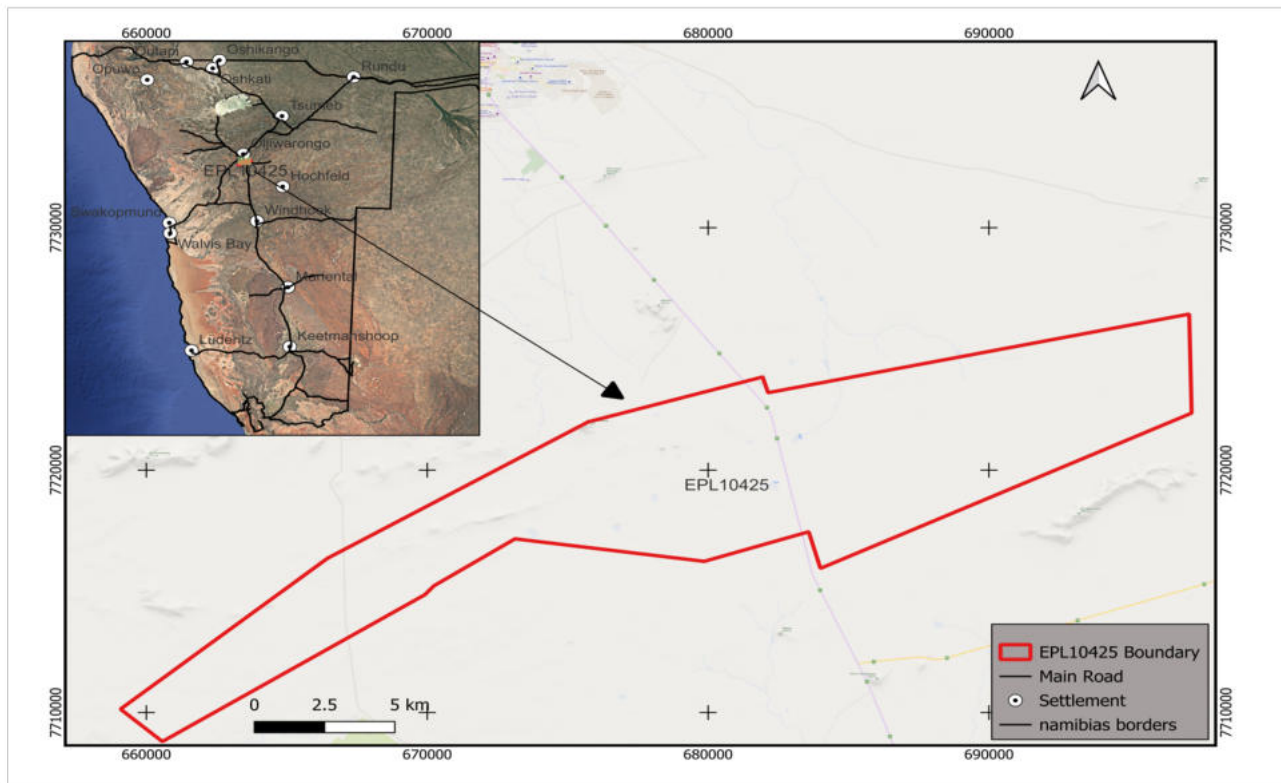 660000
670000
680000
690000
Outapi
Oshikango
Opuwo
Oshkati
Rundu
Tsumeb
Otjiwarongo
EPL10425
Hochfeld
Swakopmund
Windhoek
Walvis Bay
Mariental
Luderitz
Keetmanshoop
7730000
7730000
7720000
7720000
EPL10425
7710000
7710000
0 2.5 5 km
EPL10425 Boundary
Main Road
Settlement
namibias borders
660000
670000
680000
690000